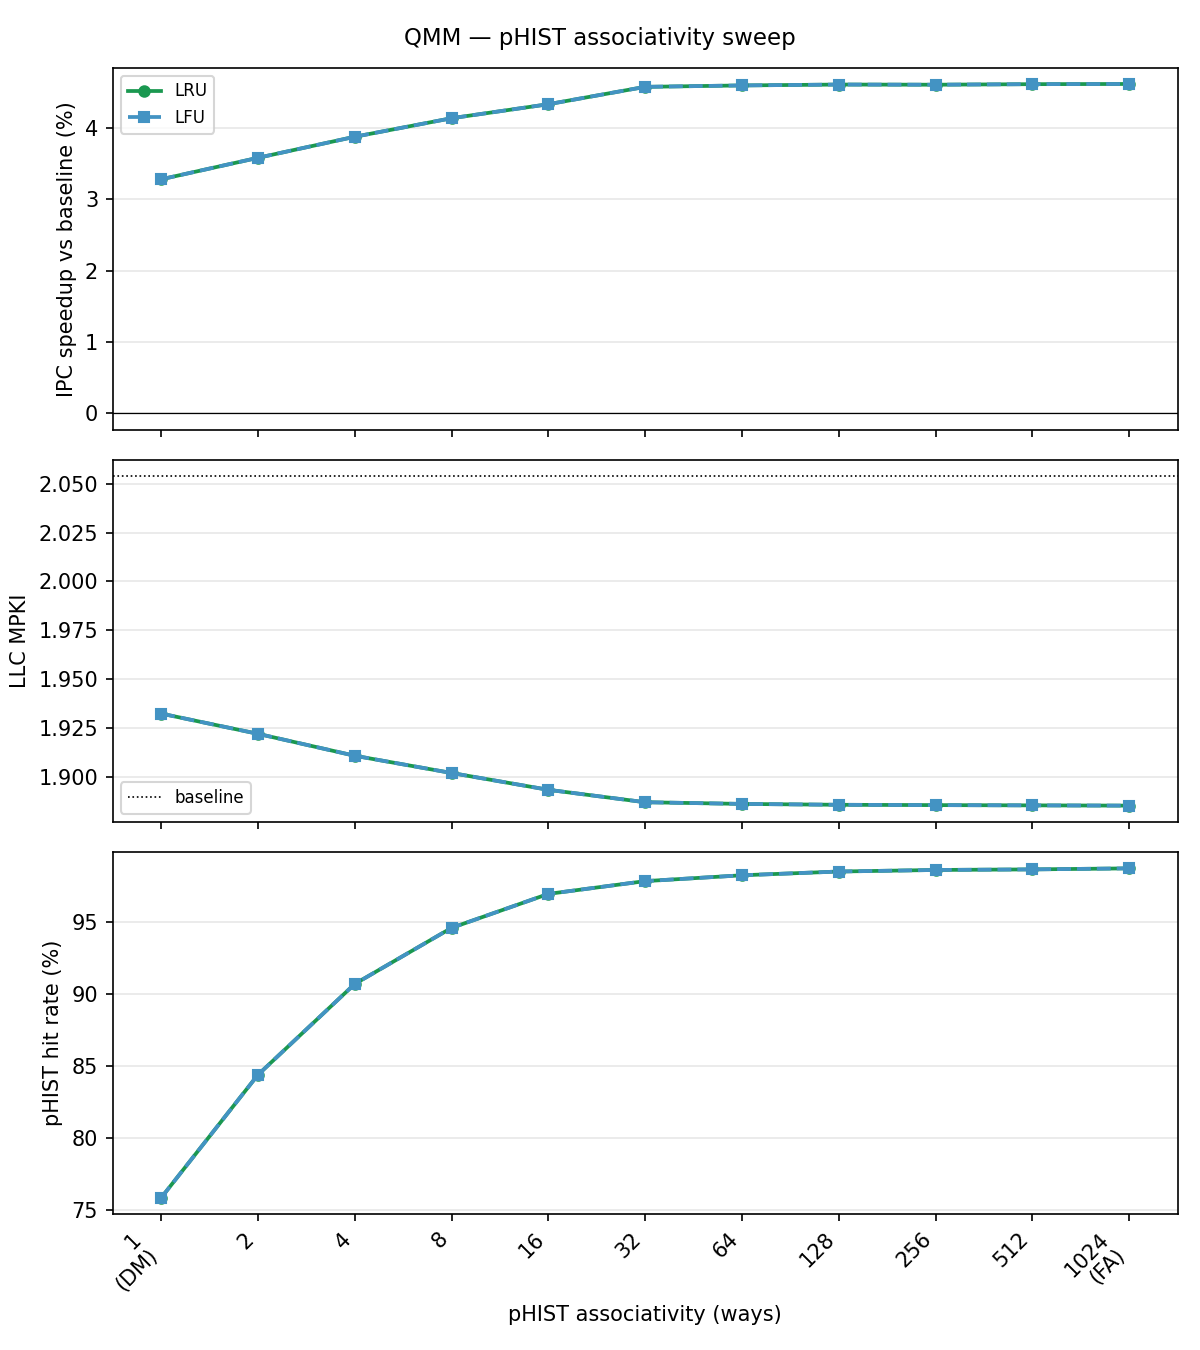 QMM — pHIST associativity sweep
LRU
LFU
IPC speedup vs baseline (%)
4
3
2
1
0
2.050
2.025
2.000
1.975
1.950
1.925
1.900
LLC MPKI
baseline
95
90
85
80
75
pHIST hit rate (%)
1
(DM)
2
4
8
16
32
64
128
256
512
1024
(FA)
pHIST associativity (ways)